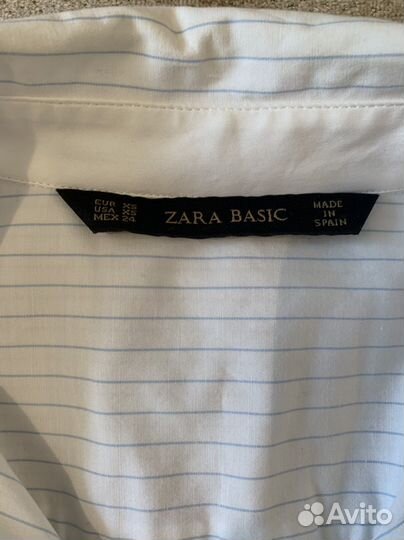 EUR XS
USA XS
MEX 24
ZARA BASIC
MADE
IN
SPAIN
Avito